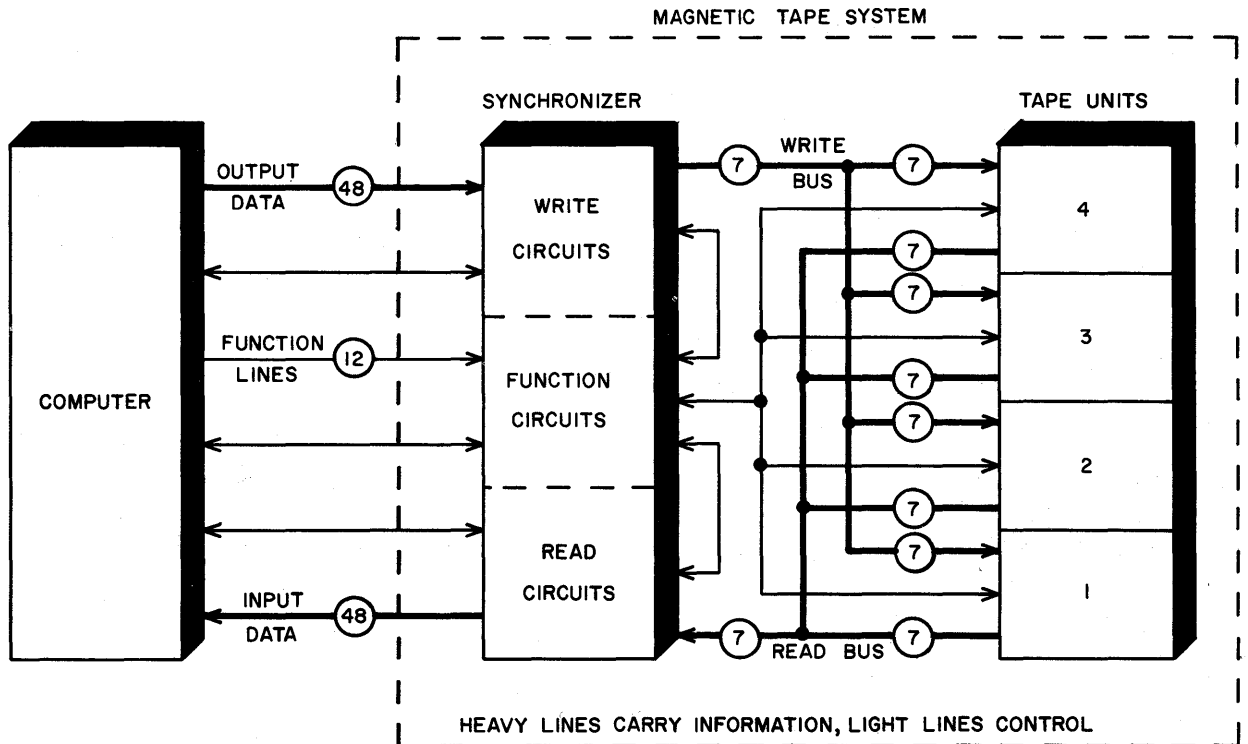 MAGNETIC TAPE SYSTEM
SYNCHRONIZER
TAPE UNITS
OUTPUT
DATA
48
WRITE
CIRCUITS
7
WRITE
BUS
7
4
7
7
FUNCTION
LINES
12
3
COMPUTER
FUNCTION
CIRCUITS
7
7
2
7
READ
CIRCUITS
7
1
INPUT
DATA
48
7
READ BUS
7
HEAVY LINES CARRY INFORMATION, LIGHT LINES CONTROL